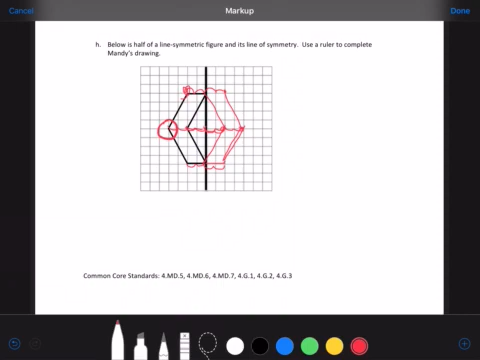 Cancel
Markup
Done
h. Below is half of a line-symmetric figure and its line of symmetry. Use a ruler to complete
Mandy's drawing.
Common Core Standards: 4.MD.5, 4.MD.6, 4.MD.7, 4.G.1, 4.G.2, 4.G.3